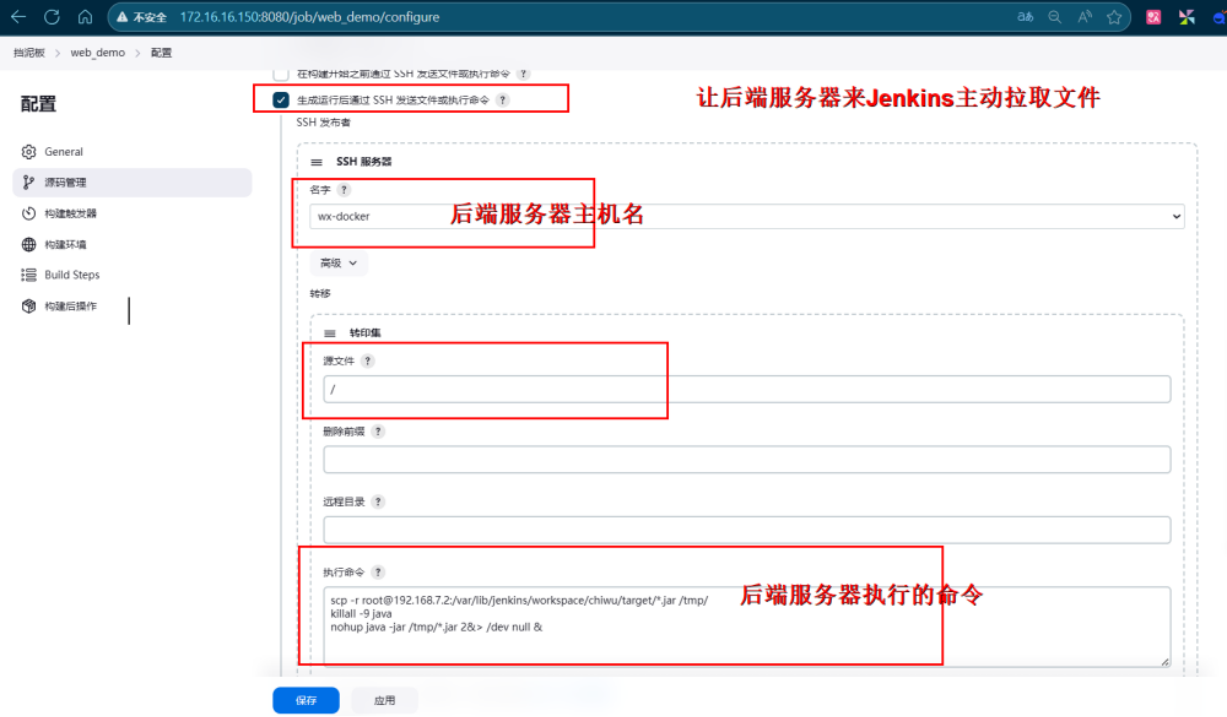 不安全 172.16.16.150:8080/job/web_demo/configure
挡泥板 > web_demo > 配置
配置
General
源码管理
构建触发器
构建环境
Build Steps
构建后操作
在构建开始之前通过 SSH 发送文件或执行命令 ?
生成运行后通过 SSH 发送文件或执行命令 ?
让后端服务器来Jenkins主动拉取文件
SSH 发布者
SSH 服务器
名字 ?
wx-docker
后端服务器主机名
高级
转移
转印集
源文件 ?
/
删除前缀 ?
远程目录 ?
执行命令 ?
scp -r root@192.168.7.2:/var/lib/jenkins/workspace/chiwu/target/*.jar /tmp/
killall -9 java
nohup java -jar /tmp/*.jar 2&> /dev null &
后端服务器执行的命令
保存
应用